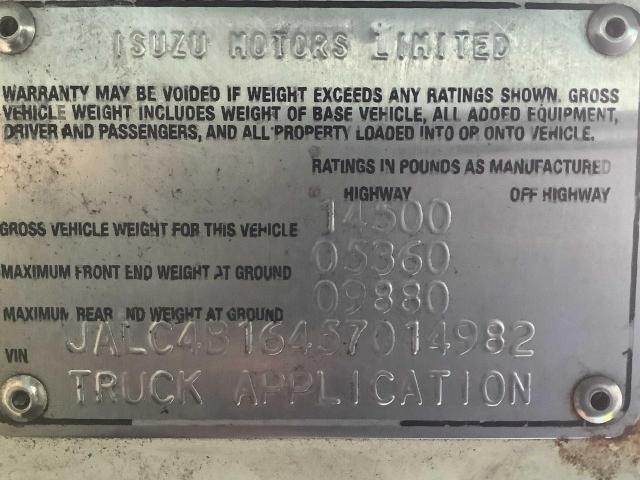 ISUZU MOTORS LIMITED
WARRANTY MAY BE VOIDED IF WEIGHT EXCEEDS ANY RATINGS SHOWN. GROSS
VEHICLE WEIGHT INCLUDES WEIGHT OF BASE VEHICLE, ALL ADDED EQUIPMENT,
DRIVER AND PASSENGERS, AND ALL PROPERTY LOADED INTO OR ONTO VEHICLE.
RATINGS IN POUNDS AS MANUFACTURED
HIGHWAY OFF HIGHWAY
GROSS VEHICLE WEIGHT FOR THIS VEHICLE 14500
MAXIMUM FRONT END WEIGHT AT GROUND 05360
MAXIMUM REAR END WEIGHT AT GROUND 09880
VIN JALC4B16457014982
TRUCK APPLICATION